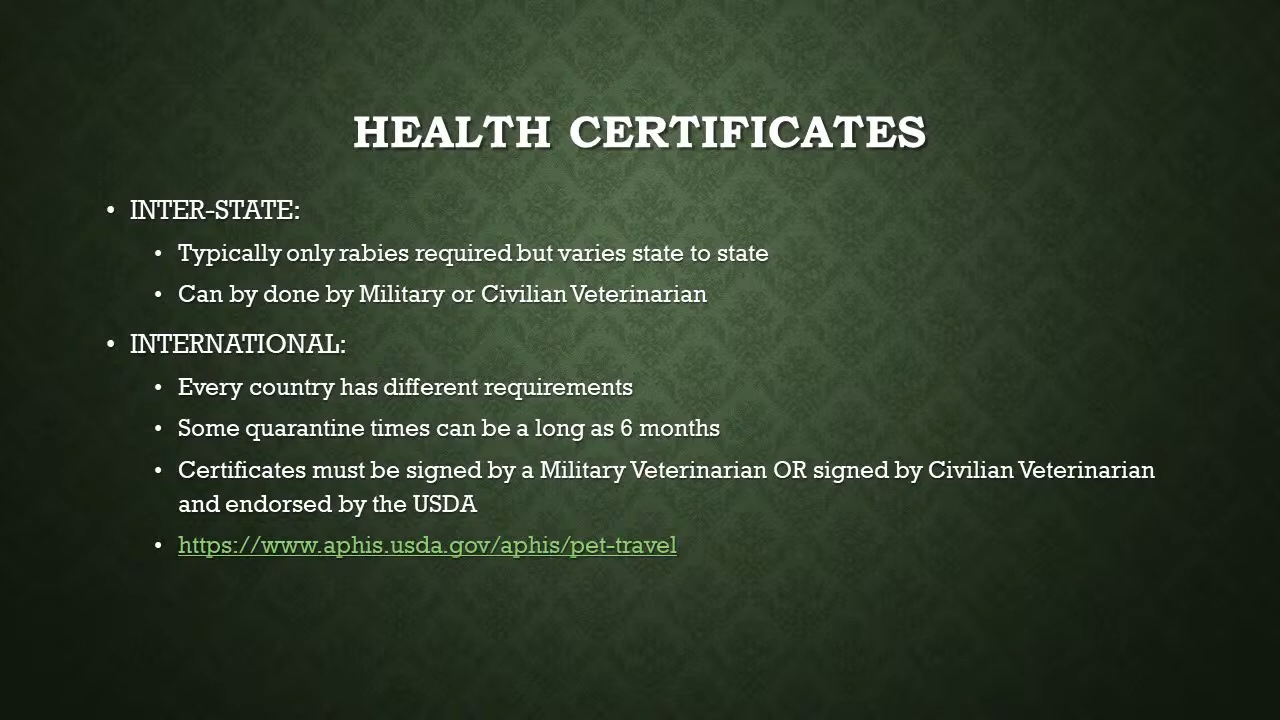 HEALTH CERTIFICATES
• INTER-STATE:
• Typically only rabies required but varies state to state
• Can by done by Military or Civilian Veterinarian
• INTERNATIONAL:
• Every country has different requirements
• Some quarantine times can be a long as 6 months
• Certificates must be signed by a Military Veterinarian OR signed by Civilian Veterinarian
and endorsed by the USDA
• https://www.aphis.usda.gov/aphis/pet-travel